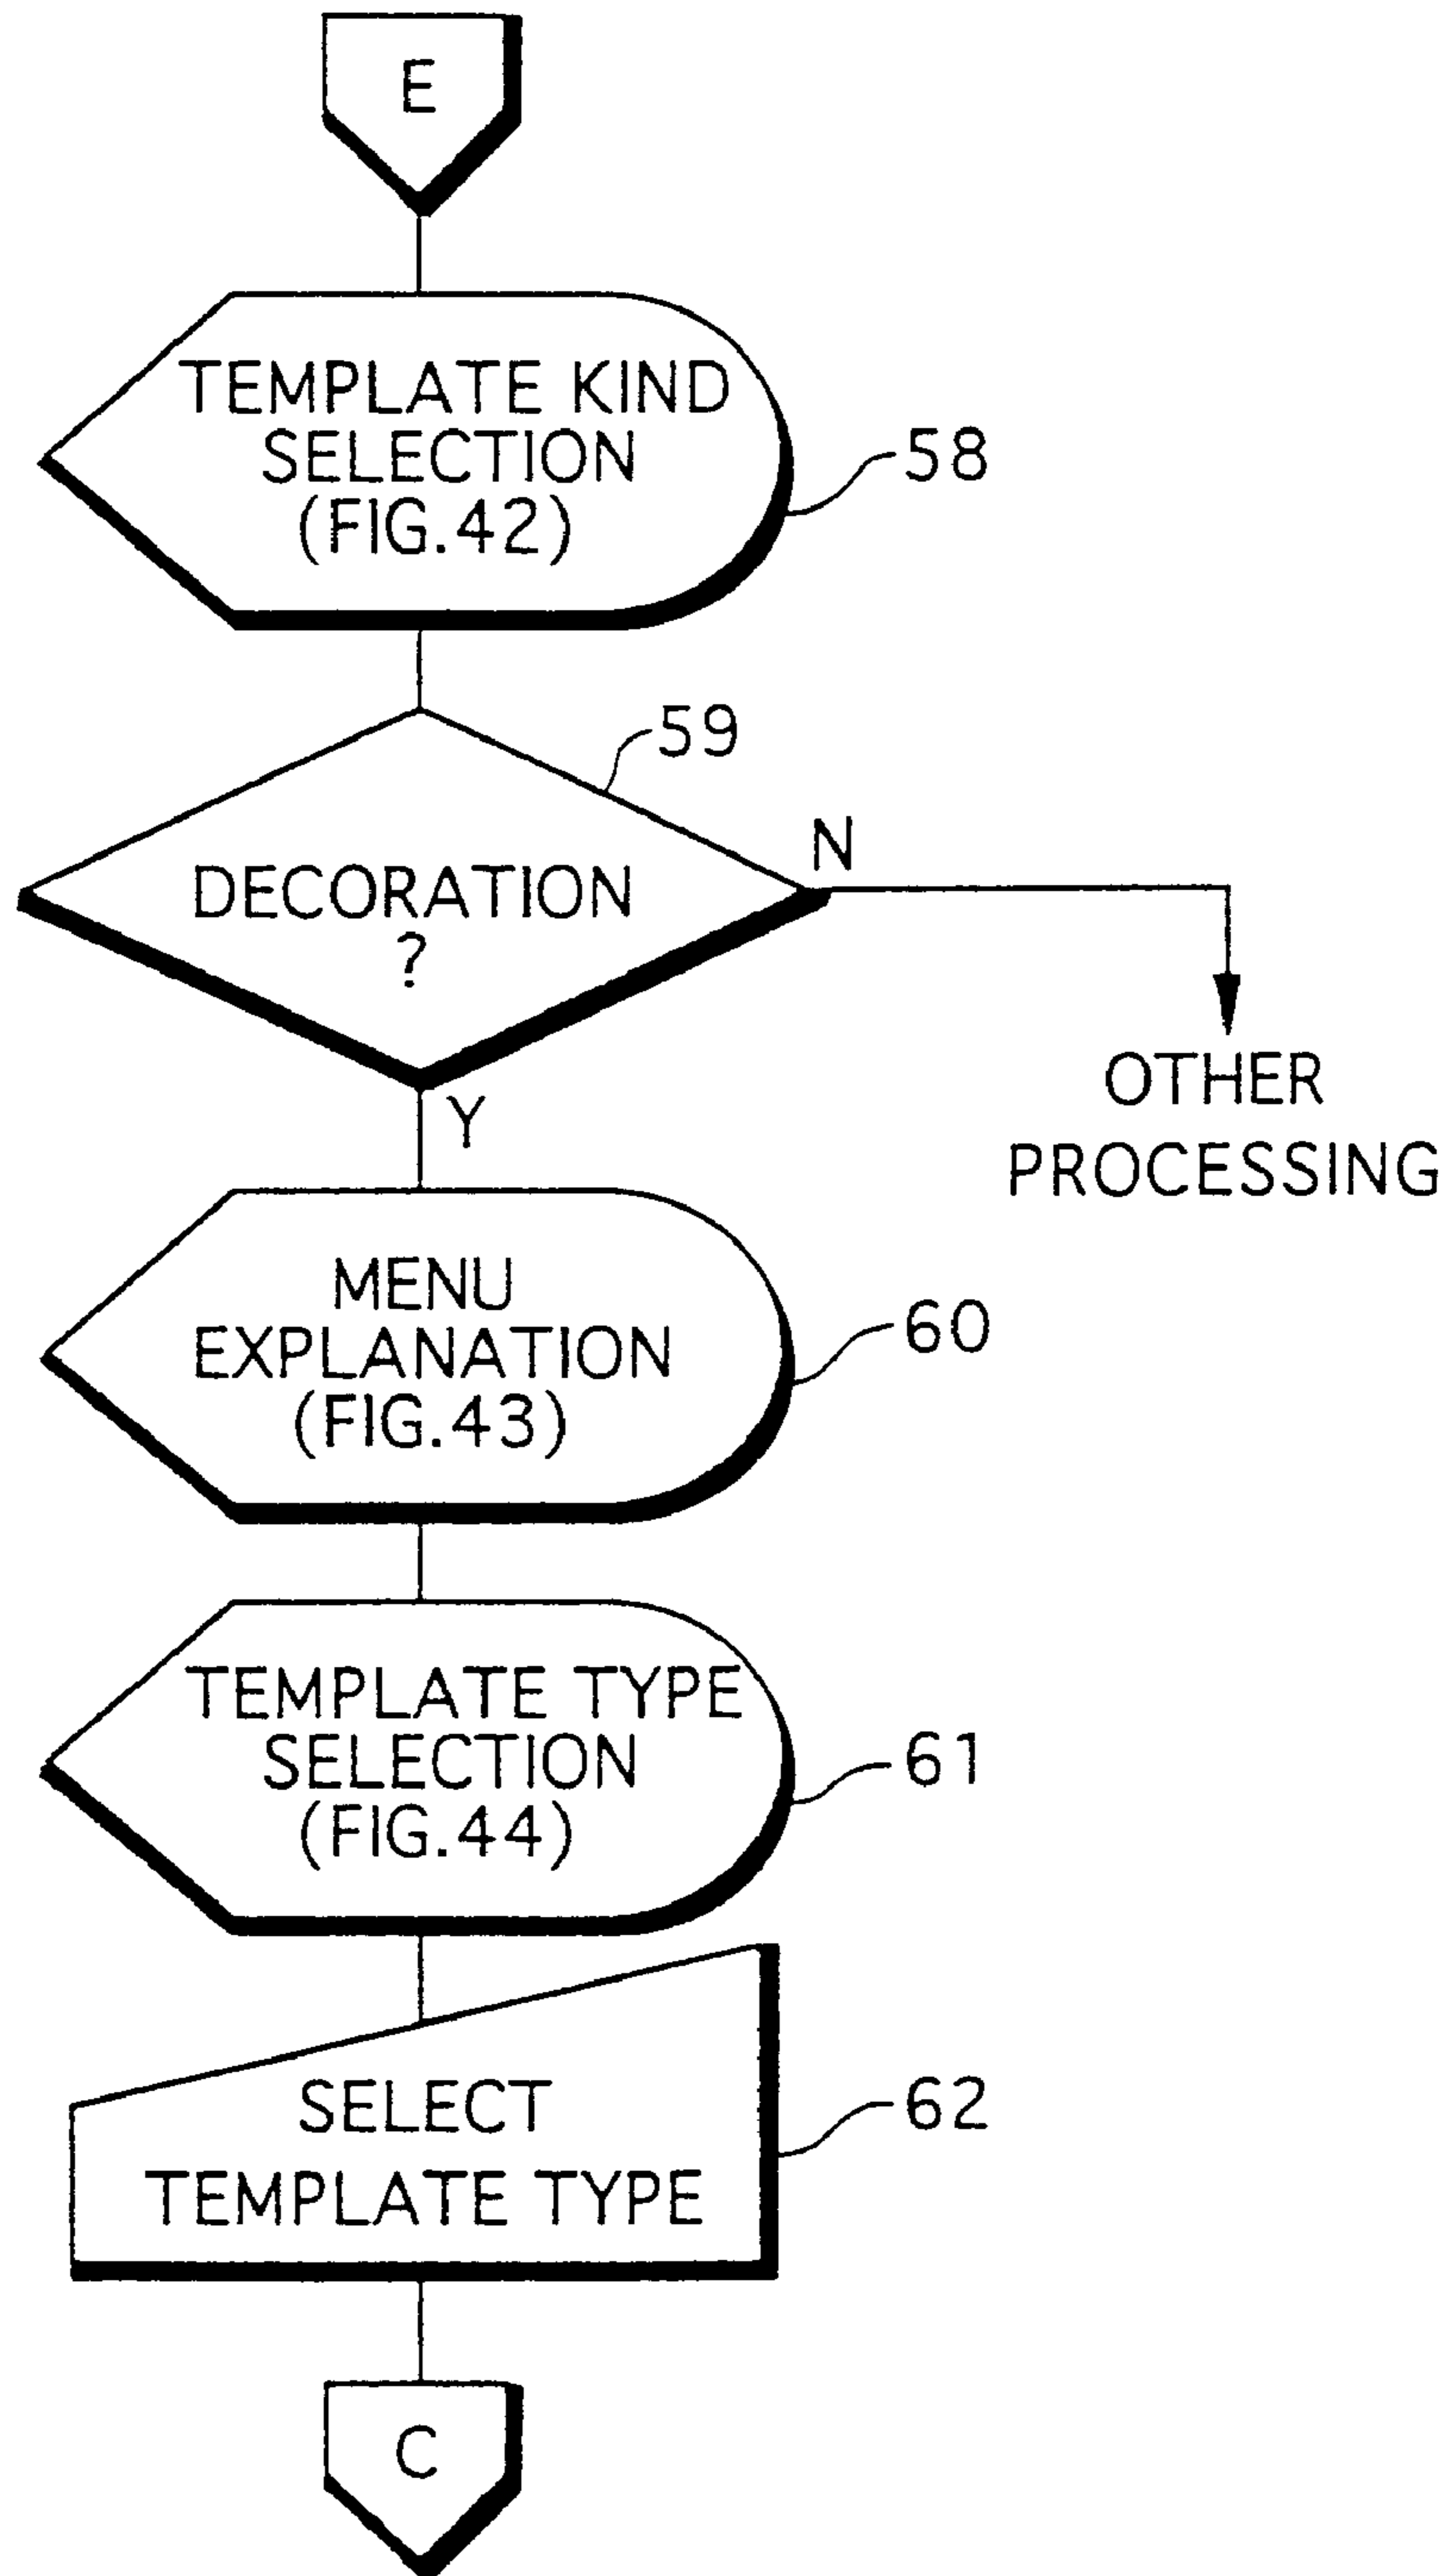 E
TEMPLATE KIND
SELECTION
(FIG.42)
58
59
DECORATION
?
N
OTHER
PROCESSING
Y
MENU
EXPLANATION
(FIG.43)
60
TEMPLATE TYPE
SELECTION
(FIG.44)
61
SELECT
TEMPLATE TYPE
62
C